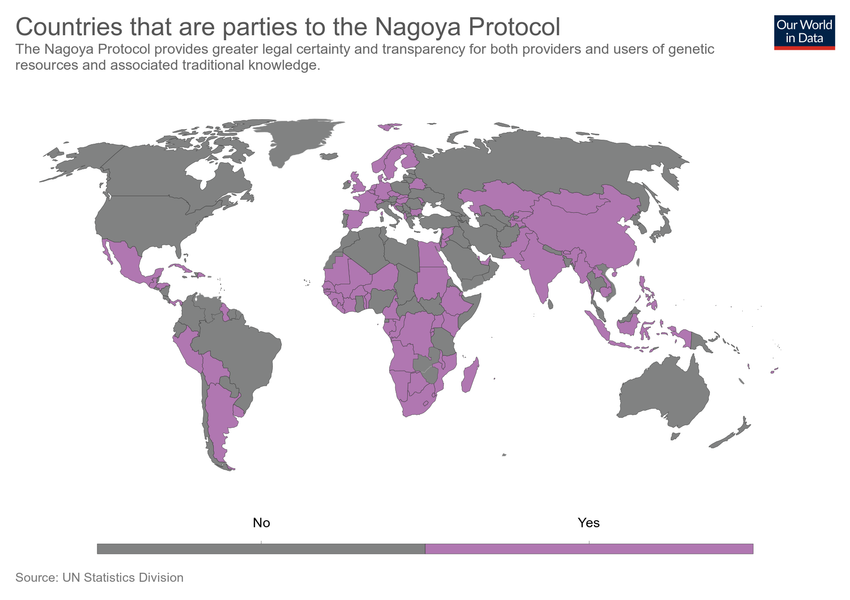 Countries that are parties to the Nagoya Protocol
Our World
in Data
The Nagoya Protocol provides greater legal certainty and transparency for both providers and users of genetic
resources and associated traditional knowledge.
No
Yes
Source: UN Statistics Division